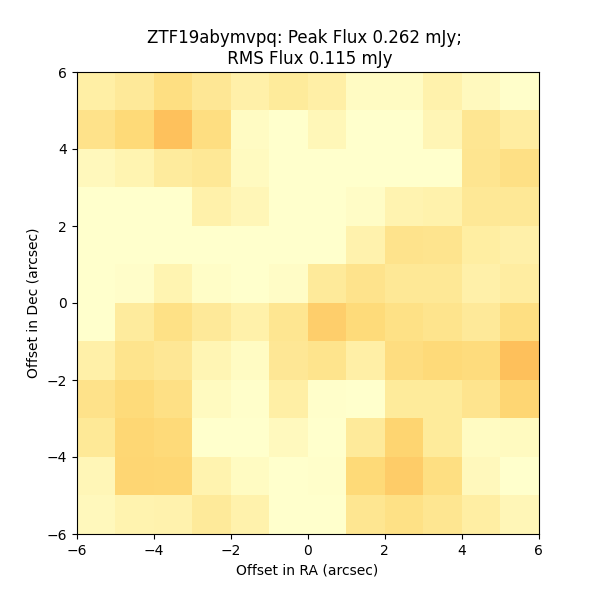 ZTF19abymvpq: Peak Flux 0.262 mJy;
RMS Flux 0.115 mJy
6
4
2
0
−2
−4
−6
Offset in Dec (arcsec)
−6 −4 −2 0 2 4 6
Offset in RA (arcsec)